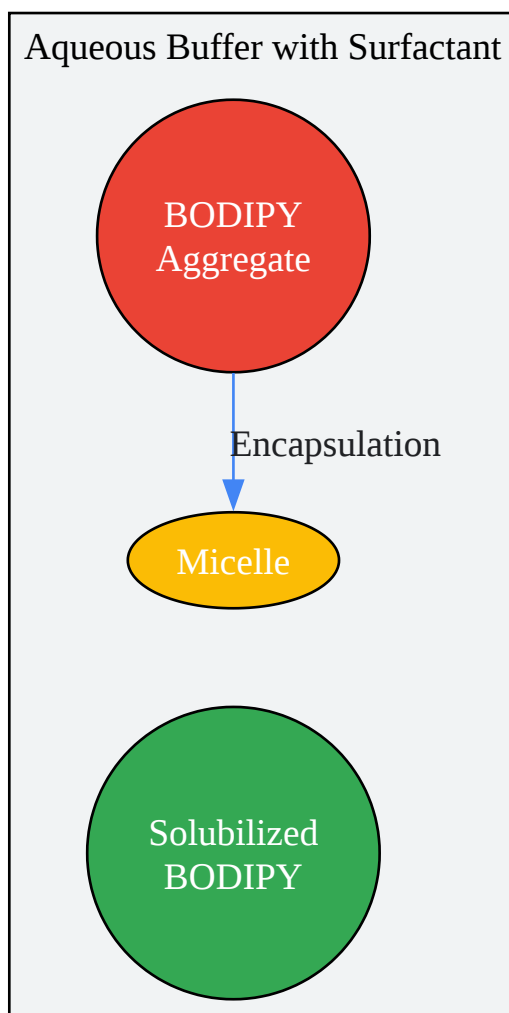 Aqueous Buffer with Surfactant
BODIPY
Aggregate
Encapsulation
Micelle
Solubilized
BODIPY